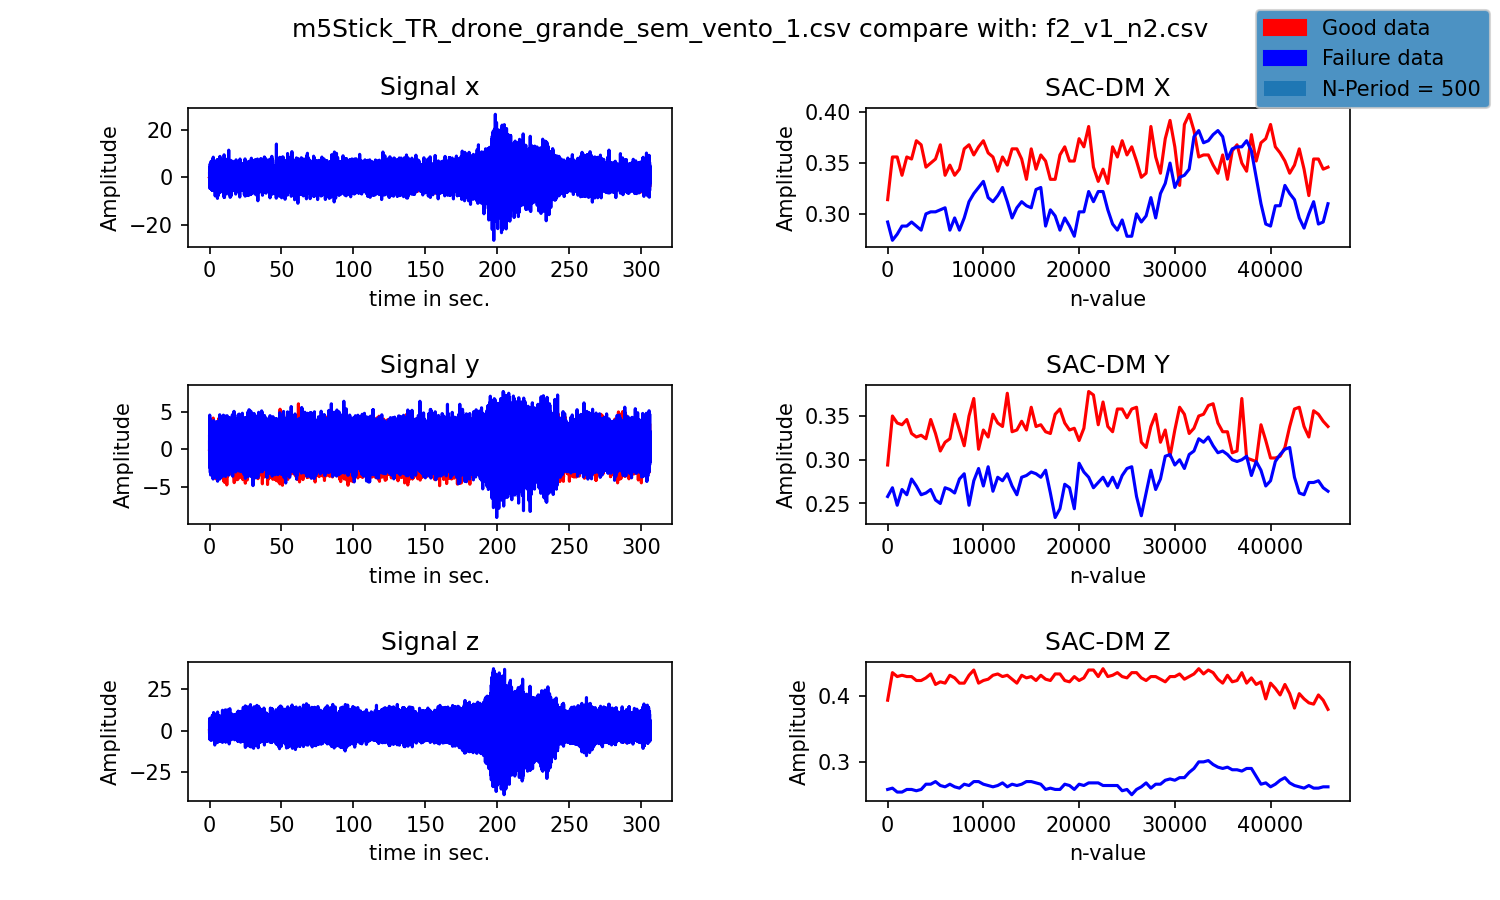 m5Stick_TR_drone_grande_sem_vento_1.csv compare with: f2_v1_n2.csv
Good data
Failure data
N-Period = 500
Signal x
Amplitude
20
0
−20
0 50 100 150 200 250 300
time in sec.
SAC-DM X
Amplitude
0.40
0.35
0.30
0 10000 20000 30000 40000
n-value
Signal y
Amplitude
5
0
−5
0 50 100 150 200 250 300
time in sec.
SAC-DM Y
Amplitude
0.35
0.30
0.25
0 10000 20000 30000 40000
n-value
Signal z
Amplitude
25
0
−25
0 50 100 150 200 250 300
time in sec.
SAC-DM Z
Amplitude
0.4
0.3
0 10000 20000 30000 40000
n-value